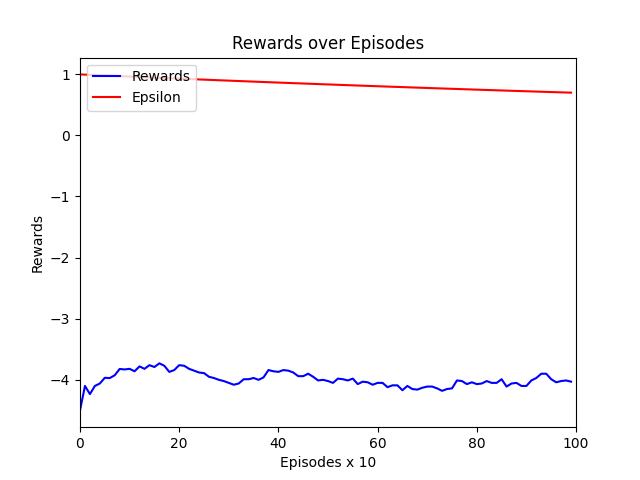 Rewards over Episodes
Rewards
Epsilon
1
0
−1
−2
−3
−4
Rewards
0 20 40 60 80 100
Episodes x 10